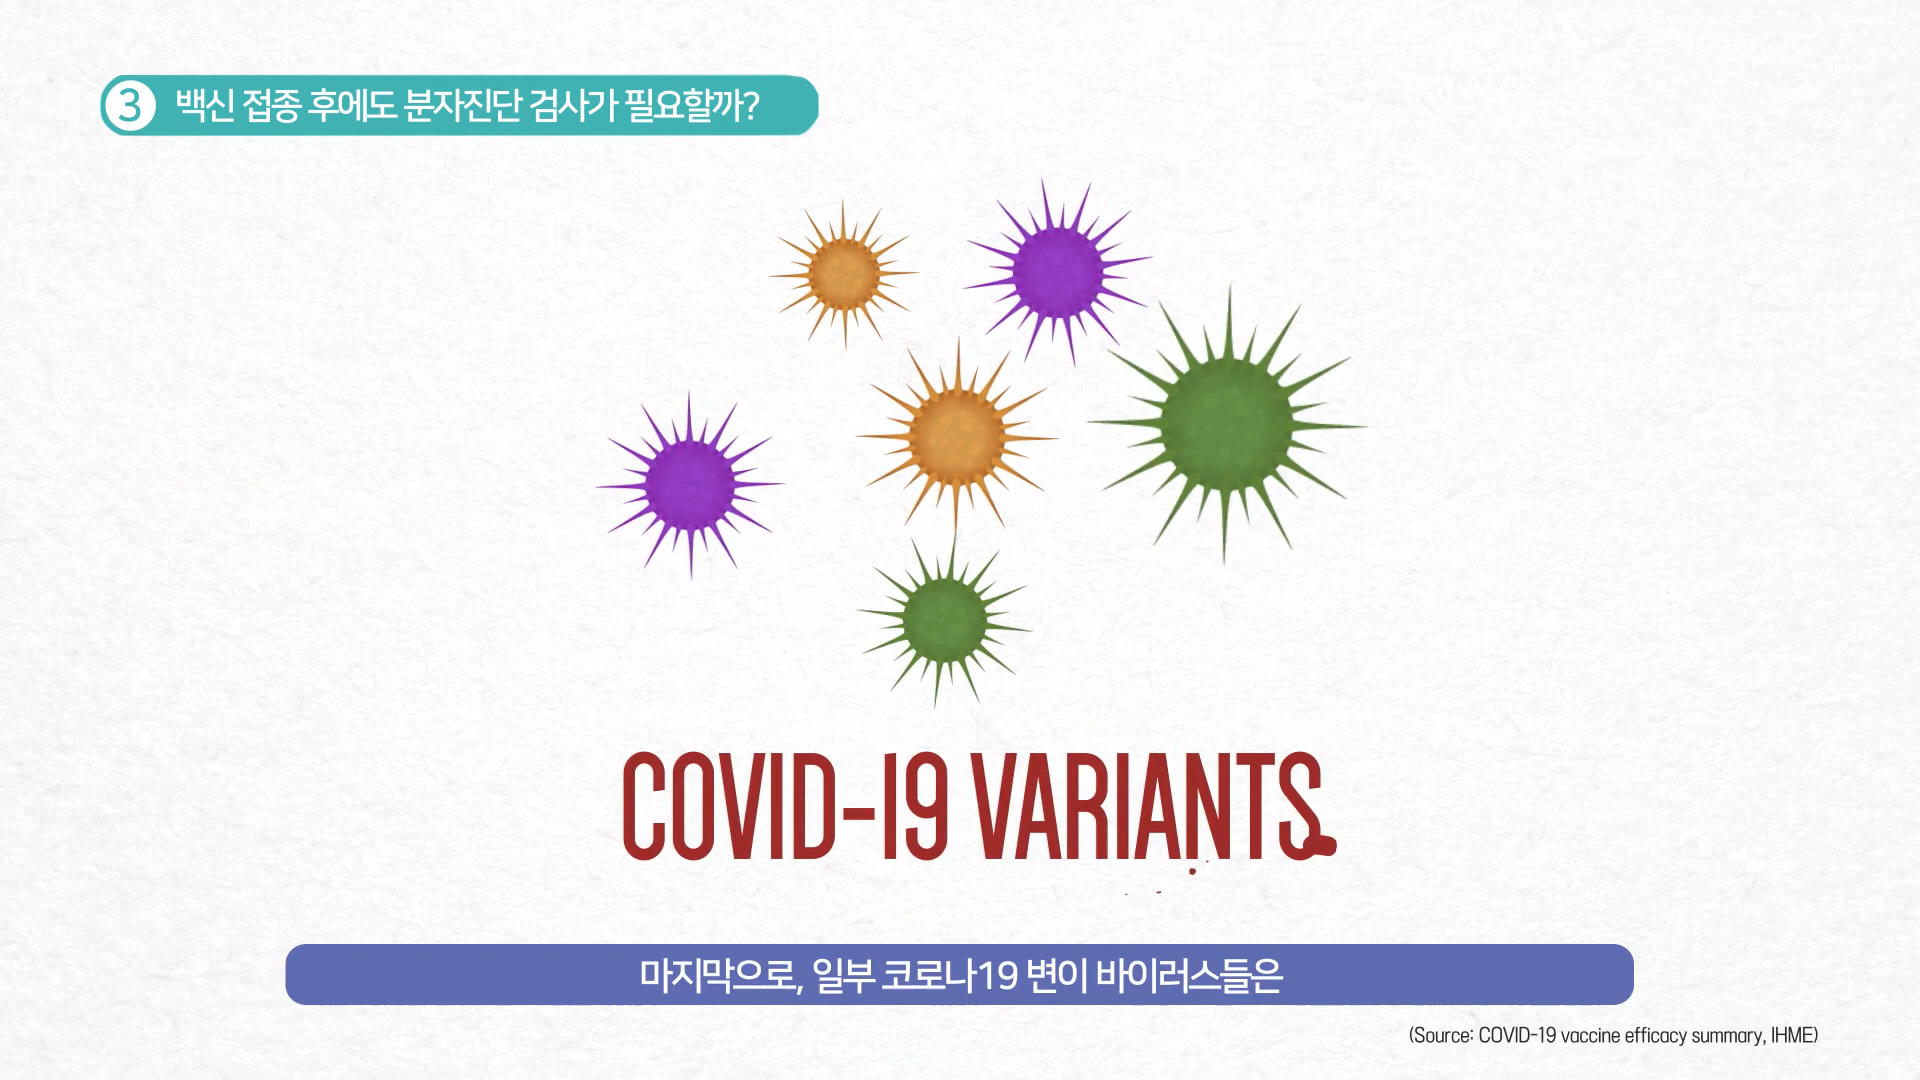 3 백신 접종 후에도 분자진단 검사가 필요할까?
COVID-19 VARIANTS
마지막으로, 일부 코로나19 변이 바이러스들은
(Source: COVID-19 vaccine efficacy summary, IHME)